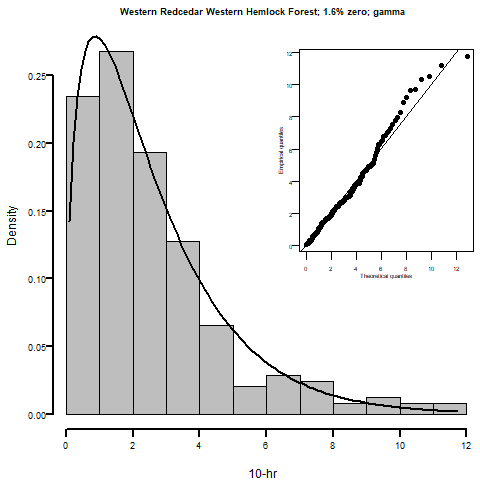 Western Redcedar Western Hemlock Forest; 1.6% zero; gamma
Density
0.25
0.20
0.15
0.10
0.05
0.00
0 2 4 6 8 10 12
10-hr
Empirical quantiles
12
10
8
6
4
2
0
0 2 4 6 8 10 12
Theoretical quantiles